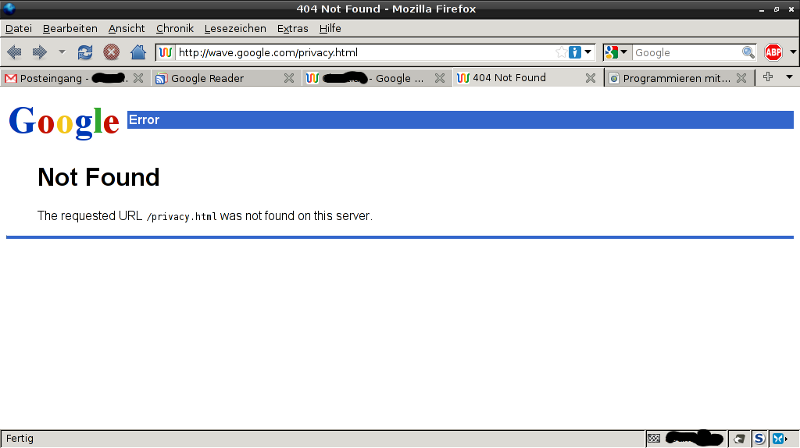 404 Not Found - Mozilla Firefox
Datei Bearbeiten Ansicht Chronik Lesezeichen Extras Hilfe
http://wave.google.com/privacy.html Google ABP
Posteingang - Google Reader - Google ... 404 Not Found Programmieren mit...
Google Error
Not Found
The requested URL /privacy.html was not found on this server.
Fertig